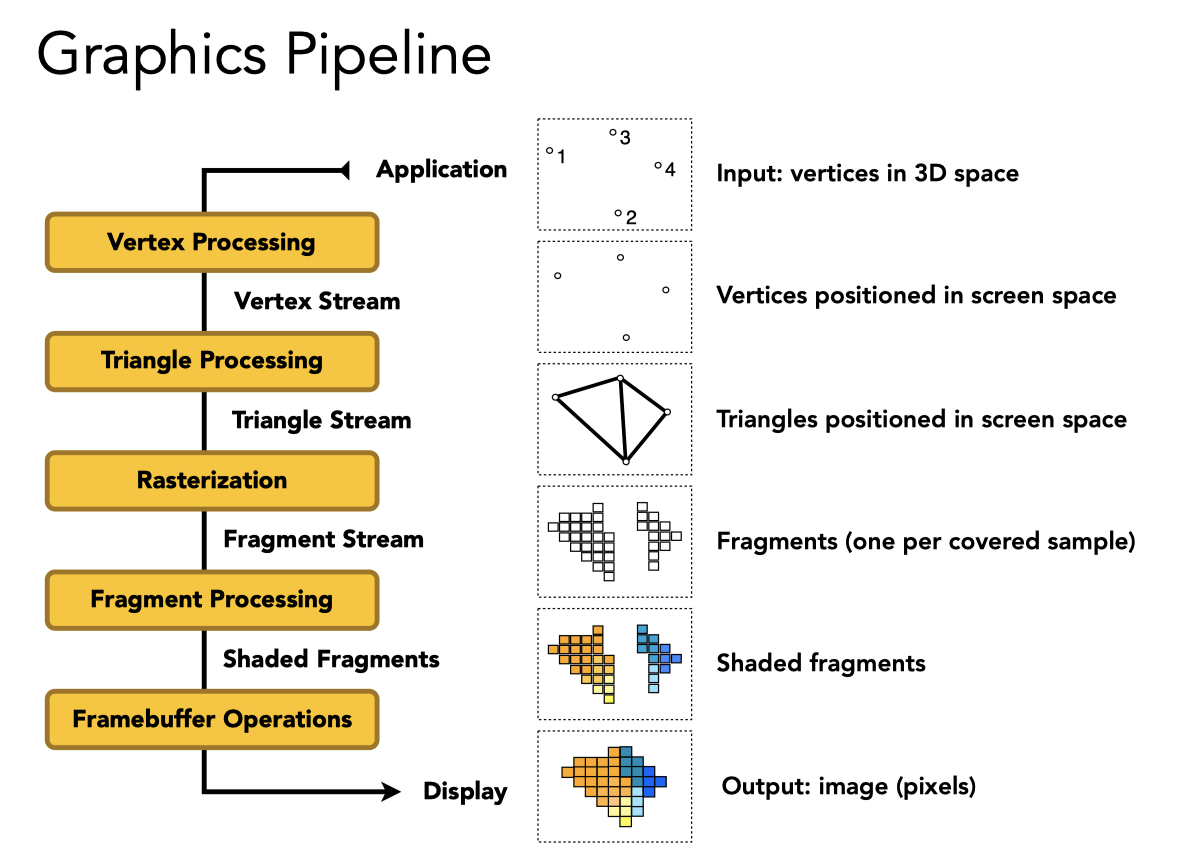 Graphics Pipeline
Application
1
3
4
2
Input: vertices in 3D space
Vertex Processing
Vertex Stream
Vertices positioned in screen space
Triangle Processing
Triangle Stream
Triangles positioned in screen space
Rasterization
Fragment Stream
Fragments (one per covered sample)
Fragment Processing
Shaded Fragments
Shaded fragments
Framebuffer Operations
Display
Output: image (pixels)